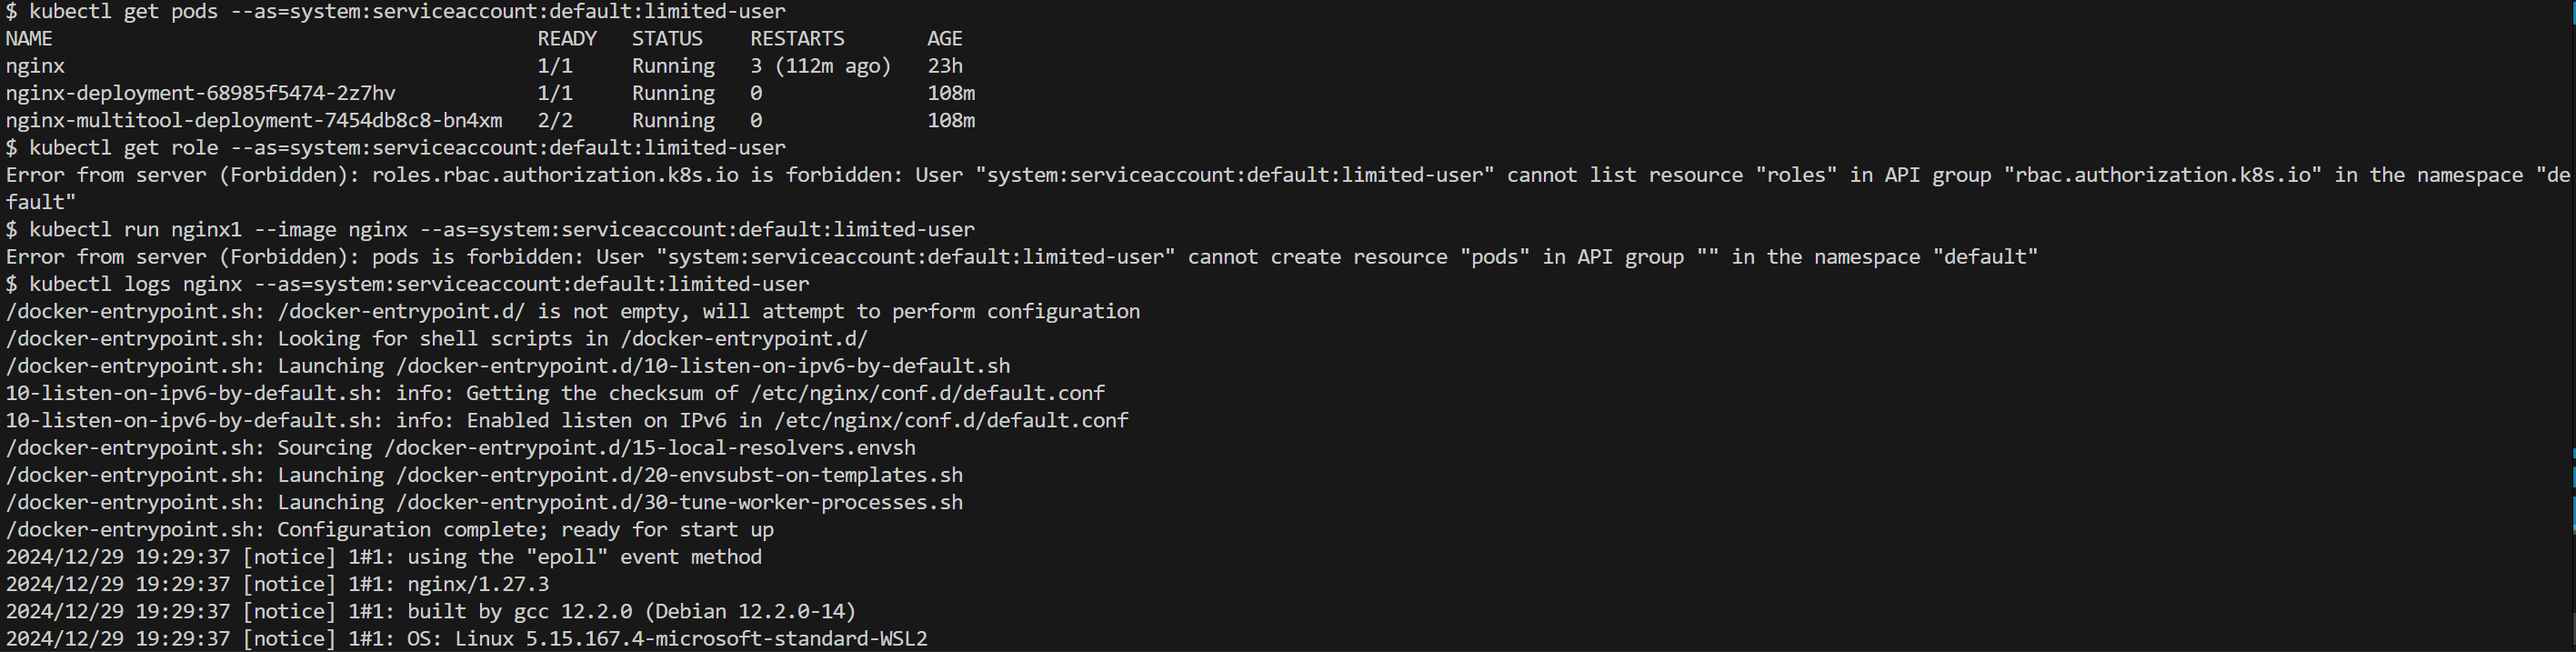 $ kubectl get pods --as=system:serviceaccount:default:limited-user
NAME                                         READY   STATUS    RESTARTS       AGE
nginx                                        1/1     Running   3 (112m ago)   23h
nginx-deployment-68985f5474-2z7hv            1/1     Running   0              108m
nginx-multitool-deployment-7454db8c8-bn4xm   2/2     Running   0              108m
$ kubectl get role --as=system:serviceaccount:default:limited-user
Error from server (Forbidden): roles.rbac.authorization.k8s.io is forbidden: User "system:serviceaccount:default:limited-user" cannot list resource "roles" in API group "rbac.authorization.k8s.io" in the namespace "de
fault"
$ kubectl run nginx1 --image nginx --as=system:serviceaccount:default:limited-user
Error from server (Forbidden): pods is forbidden: User "system:serviceaccount:default:limited-user" cannot create resource "pods" in API group "" in the namespace "default"
$ kubectl logs nginx --as=system:serviceaccount:default:limited-user
/docker-entrypoint.sh: /docker-entrypoint.d/ is not empty, will attempt to perform configuration
/docker-entrypoint.sh: Looking for shell scripts in /docker-entrypoint.d/
/docker-entrypoint.sh: Launching /docker-entrypoint.d/10-listen-on-ipv6-by-default.sh
10-listen-on-ipv6-by-default.sh: info: Getting the checksum of /etc/nginx/conf.d/default.conf
10-listen-on-ipv6-by-default.sh: info: Enabled listen on IPv6 in /etc/nginx/conf.d/default.conf
/docker-entrypoint.sh: Sourcing /docker-entrypoint.d/15-local-resolvers.envsh
/docker-entrypoint.sh: Launching /docker-entrypoint.d/20-envsubst-on-templates.sh
/docker-entrypoint.sh: Launching /docker-entrypoint.d/30-tune-worker-processes.sh
/docker-entrypoint.sh: Configuration complete; ready for start up
2024/12/29 19:29:37 [notice] 1#1: using the "epoll" event method
2024/12/29 19:29:37 [notice] 1#1: nginx/1.27.3
2024/12/29 19:29:37 [notice] 1#1: built by gcc 12.2.0 (Debian 12.2.0-14)
2024/12/29 19:29:37 [notice] 1#1: OS: Linux 5.15.167.4-microsoft-standard-WSL2